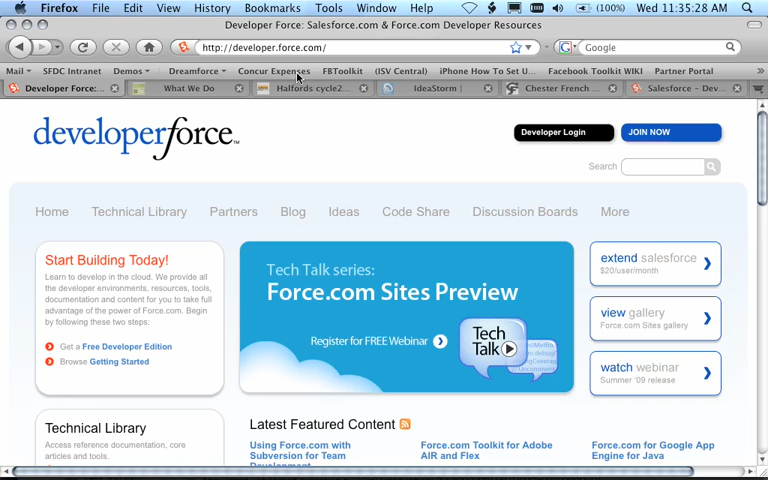 Firefox File Edit View History Bookmarks Tools Window Help (100%) Wed 11:35:28 AM
Developer Force: Salesforce.com & Force.com Developer Resources
http://developer.force.com/ Google
Mail SFDC Intranet Demos Dreamforce Concur Expenses FBToolkit (ISV Central) iPhone How To Set U... Facebook Toolkit WIKI Partner Portal
Developer Force:... What We Do Halfords cycle2... IdeaStorm | Chester French ... Salesforce – Dev...
developerforce™
Developer Login JOIN NOW
Search
Home Technical Library Partners Blog Ideas Code Share Discussion Boards More
Start Building Today!
Learn to develop in the cloud. We provide all
the developer environments, resources, tools,
documentation and content for you to take full
advantage of the power of Force.com. Begin
by following these two steps:
Get a Free Developer Edition
Browse Getting Started
Tech Talk series:
Force.com Sites Preview
Register for FREE Webinar
Tech
Talk
extend salesforce
$20/user/month
view gallery
Force.com Sites gallery
watch webinar
Summer '09 release
Technical Library
Access reference documentation, core
articles and tools.
Latest Featured Content
Using Force.com with
Subversion for Team
Development
Force.com Toolkit for Adobe
AIR and Flex
Force.com for Google App
Engine for Java